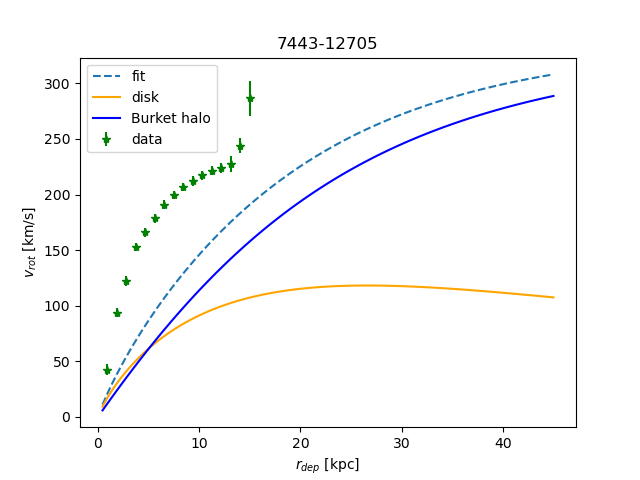 7443-12705
fit
disk
Burket halo
data
300
250
200
150
100
50
0
v_rot [km/s]
0 10 20 30 40
r_dep [kpc]